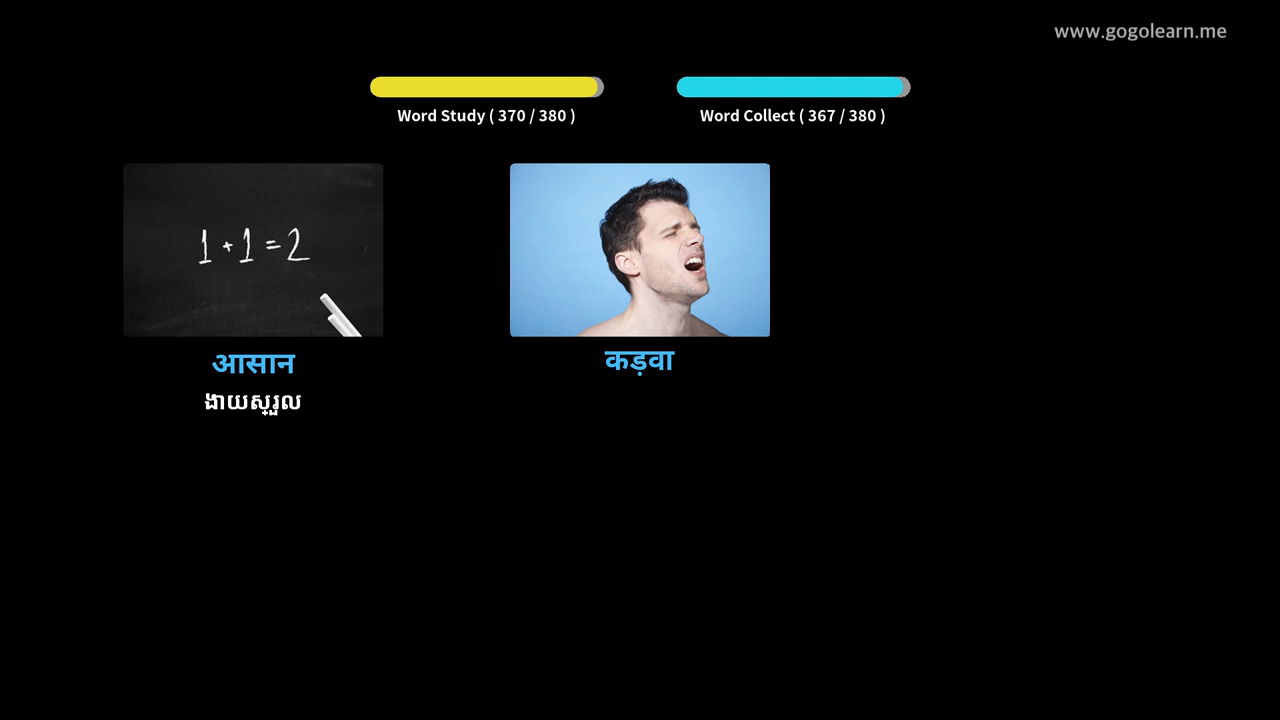 www.gogolearn.me
Word Study ( 370 / 380 )
Word Collect ( 367 / 380 )
1 + 1 = 2
आसान
ងាយស្រួល
कड़वा